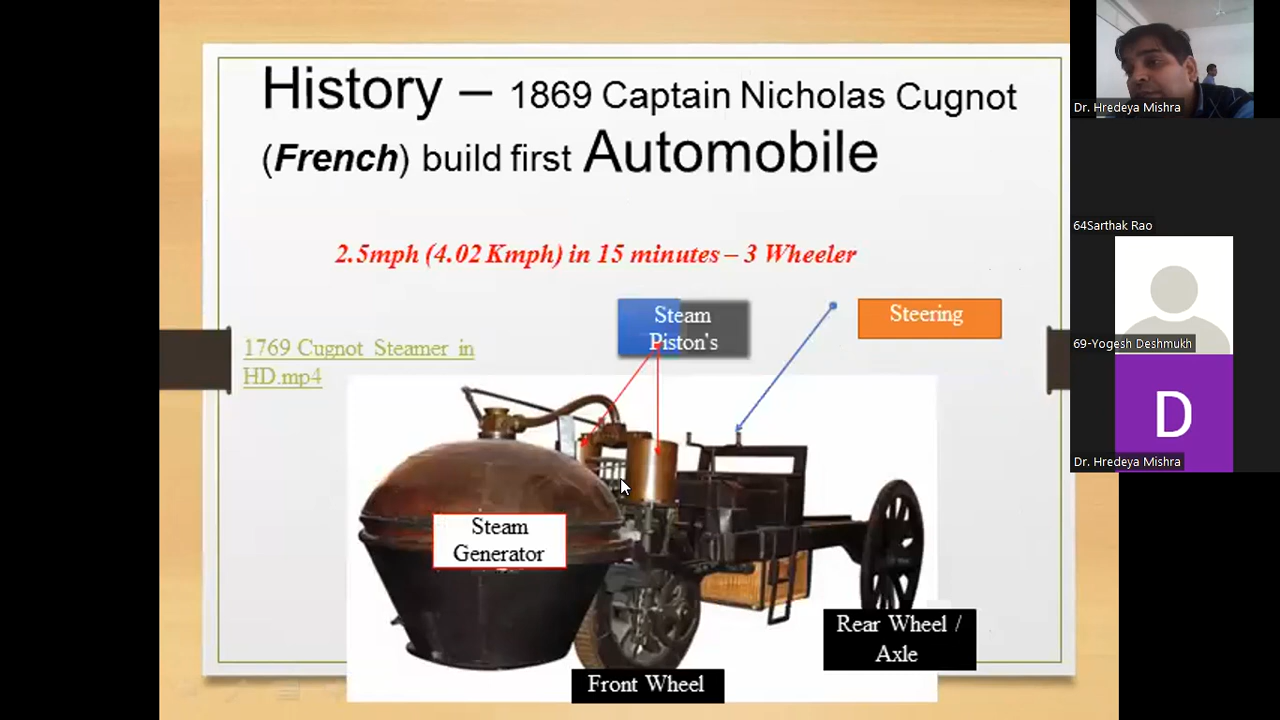 History – 1869 Captain Nicholas Cugnot
(French) build first Automobile
2.5mph (4.02 Kmph) in 15 minutes – 3 Wheeler
Steam
Piston's
Steering
1769 Cugnot Steamer in
HD.mp4
Steam
Generator
Rear Wheel /
Axle
Front Wheel
Dr. Hredeya Mishra
64Sarthak Rao
69-Yogesh Deshmukh
D
Dr. Hredeya Mishra